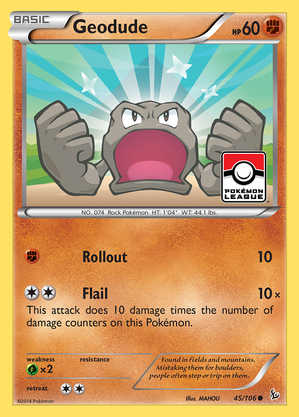 BASIC
Geodude
HP60
POKÉMON
LEAGUE
NO. 074 Rock Pokémon HT: 1'04" WT: 44.1 lbs.
Rollout 10
Flail 10×
This attack does 10 damage times the number of
damage counters on this Pokémon.
weakness resistance
×2
retreat
Found in fields and mountains.
Mistaking them for boulders,
people often step or trip on them.
©2014 Pokémon
Illus. MAHOU
45/106